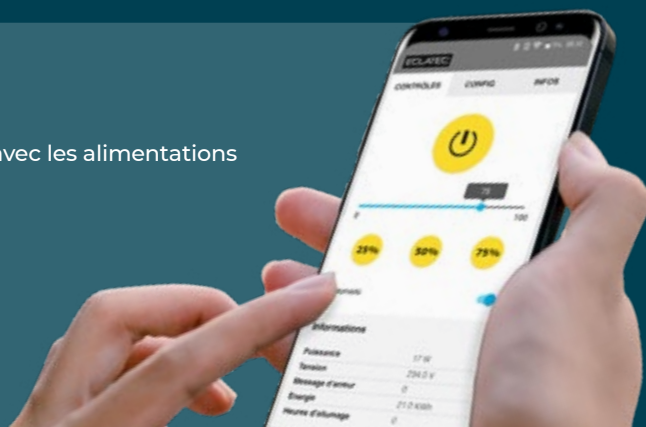 avec les alimentations
ECLATEC
CONTRÔLES CONFIG INFOS
75
0 100
25% 50% 75%
Informations
Puissance 17 W
Tension 234.0 V
Message d'erreur 0
Energie 21.0 kWh
Heures d'allumage 0